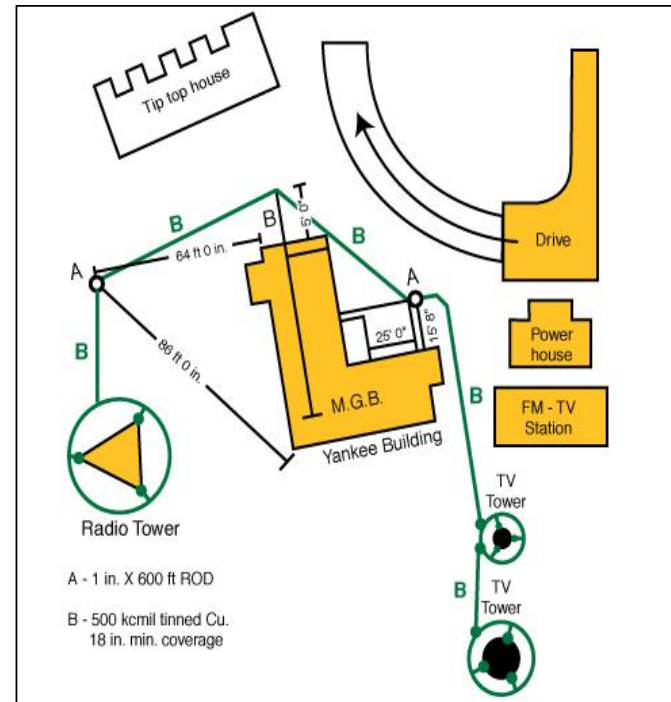 Tip top house
B
B
5' 0"
B
A
64 ft 0 in.
A
Drive
B
86 ft 0 in.
25' 0"
15' 8"
Power
house
M.G.B.
B
FM - TV
Station
Yankee Building
TV
Tower
Radio Tower
A - 1 in. X 600 ft ROD
B
TV
Tower
B - 500 kcmil tinned Cu.
18 in. min. coverage